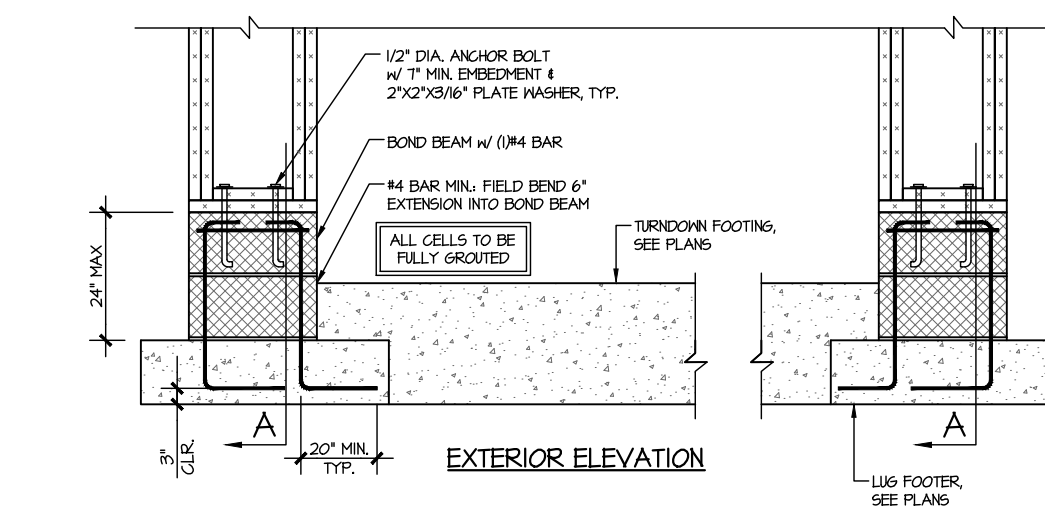 1/2" DIA. ANCHOR BOLT
W/ 7" MIN. EMBEDMENT &
2"X2"X3/16" PLATE WASHER, TYP.
BOND BEAM W/ (1)#4 BAR
#4 BAR MIN.: FIELD BEND 6"
EXTENSION INTO BOND BEAM
ALL CELLS TO BE
FULLY GROUTED
TURNDOWN FOOTING,
SEE PLANS
24" MAX
3"
CLR.
A
20" MIN.
TYP.
EXTERIOR ELEVATION
A
LUG FOOTER,
SEE PLANS